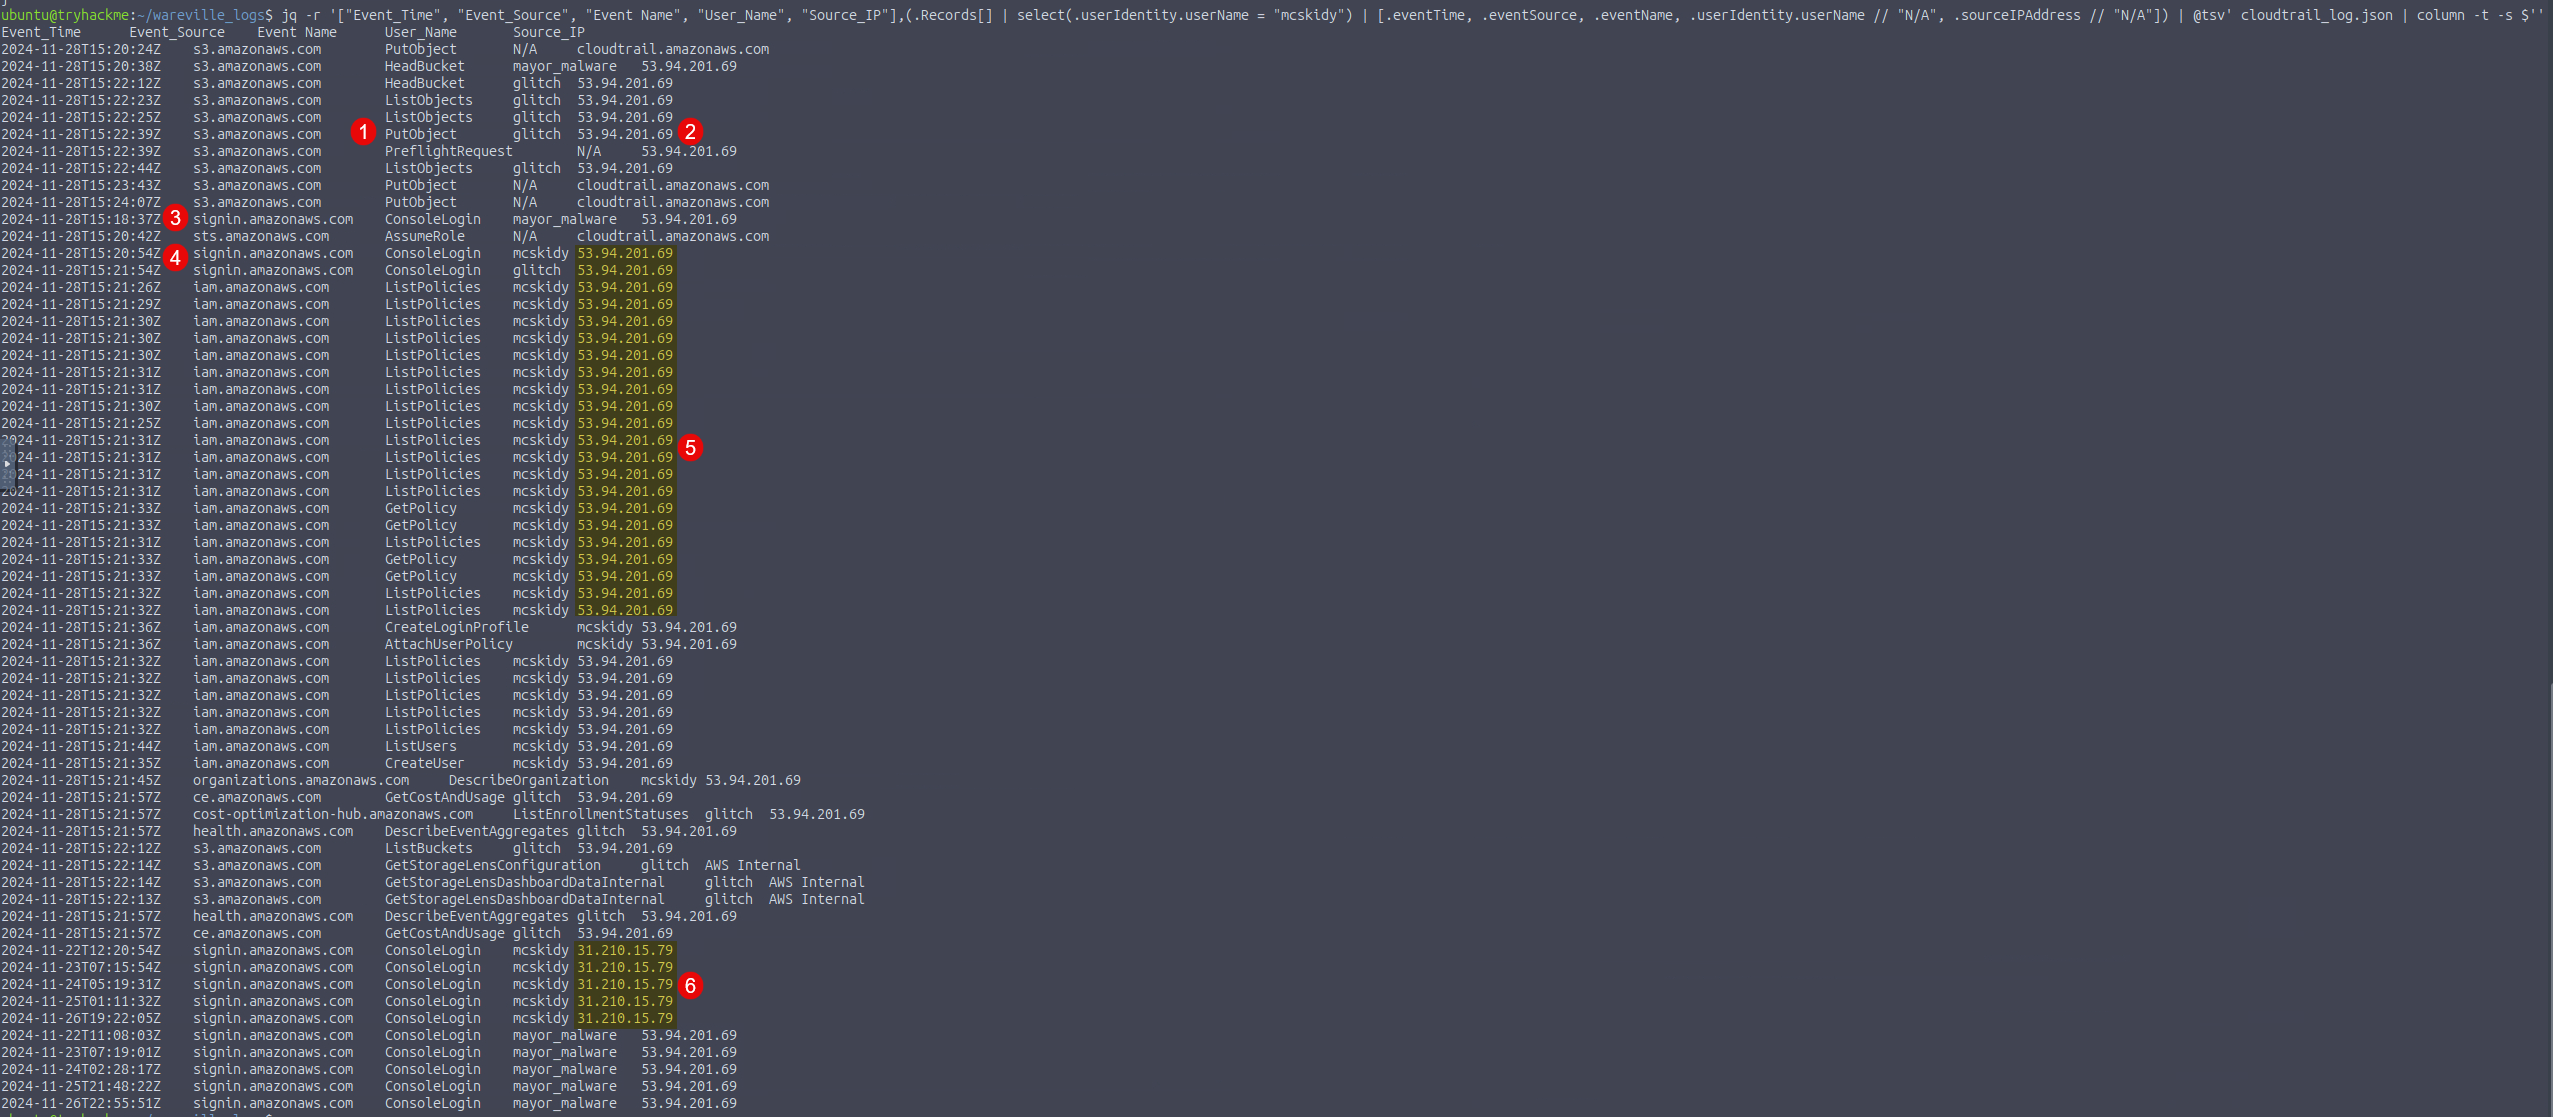 ubuntu@tryhackme:~/wareville_logs$ jq -r '["Event_Time", "Event_Source", "Event Name", "User_Name", "Source_IP"],(.Records[] | select(.userIdentity.userName = "mcskidy") | [.eventTime, .eventSource, .eventName, .userIdentity.userName // "N/A", .sourceIPAddress // "N/A"]) | @tsv' cloudtrail_log.json | column -t -s $''
Event_Time Event_Source Event Name User_Name Source_IP
2024-11-28T15:20:24Z s3.amazonaws.com PutObject N/A cloudtrail.amazonaws.com
2024-11-28T15:20:38Z s3.amazonaws.com HeadBucket mayor_malware 53.94.201.69
2024-11-28T15:22:12Z s3.amazonaws.com HeadBucket glitch 53.94.201.69
2024-11-28T15:22:23Z s3.amazonaws.com ListObjects glitch 53.94.201.69
2024-11-28T15:22:25Z s3.amazonaws.com ListObjects glitch 53.94.201.69
2024-11-28T15:22:39Z s3.amazonaws.com 1 PutObject glitch 53.94.201.69 2
2024-11-28T15:22:39Z s3.amazonaws.com PreflightRequest N/A 53.94.201.69
2024-11-28T15:22:44Z s3.amazonaws.com ListObjects glitch 53.94.201.69
2024-11-28T15:23:43Z s3.amazonaws.com PutObject N/A cloudtrail.amazonaws.com
2024-11-28T15:24:07Z s3.amazonaws.com PutObject N/A cloudtrail.amazonaws.com
2024-11-28T15:18:37Z 3 signin.amazonaws.com ConsoleLogin mayor_malware 53.94.201.69
2024-11-28T15:20:42Z sts.amazonaws.com AssumeRole N/A cloudtrail.amazonaws.com
2024-11-28T15:20:54Z 4 signin.amazonaws.com ConsoleLogin mcskidy 53.94.201.69
2024-11-28T15:21:54Z signin.amazonaws.com ConsoleLogin glitch 53.94.201.69
2024-11-28T15:21:26Z iam.amazonaws.com ListPolicies mcskidy 53.94.201.69
2024-11-28T15:21:29Z iam.amazonaws.com ListPolicies mcskidy 53.94.201.69
2024-11-28T15:21:30Z iam.amazonaws.com ListPolicies mcskidy 53.94.201.69
2024-11-28T15:21:30Z iam.amazonaws.com ListPolicies mcskidy 53.94.201.69
2024-11-28T15:21:30Z iam.amazonaws.com ListPolicies mcskidy 53.94.201.69
2024-11-28T15:21:31Z iam.amazonaws.com ListPolicies mcskidy 53.94.201.69
2024-11-28T15:21:31Z iam.amazonaws.com ListPolicies mcskidy 53.94.201.69
2024-11-28T15:21:30Z iam.amazonaws.com ListPolicies mcskidy 53.94.201.69
2024-11-28T15:21:25Z iam.amazonaws.com ListPolicies mcskidy 53.94.201.69
2024-11-28T15:21:31Z iam.amazonaws.com ListPolicies mcskidy 53.94.201.69 5
24-11-28T15:21:31Z iam.amazonaws.com ListPolicies mcskidy 53.94.201.69
24-11-28T15:21:31Z iam.amazonaws.com ListPolicies mcskidy 53.94.201.69
2024-11-28T15:21:31Z iam.amazonaws.com ListPolicies mcskidy 53.94.201.69
2024-11-28T15:21:33Z iam.amazonaws.com GetPolicy mcskidy 53.94.201.69
2024-11-28T15:21:33Z iam.amazonaws.com GetPolicy mcskidy 53.94.201.69
2024-11-28T15:21:31Z iam.amazonaws.com ListPolicies mcskidy 53.94.201.69
2024-11-28T15:21:33Z iam.amazonaws.com GetPolicy mcskidy 53.94.201.69
2024-11-28T15:21:33Z iam.amazonaws.com GetPolicy mcskidy 53.94.201.69
2024-11-28T15:21:32Z iam.amazonaws.com ListPolicies mcskidy 53.94.201.69
2024-11-28T15:21:32Z iam.amazonaws.com ListPolicies mcskidy 53.94.201.69
2024-11-28T15:21:36Z iam.amazonaws.com CreateLoginProfile mcskidy 53.94.201.69
2024-11-28T15:21:36Z iam.amazonaws.com AttachUserPolicy mcskidy 53.94.201.69
2024-11-28T15:21:32Z iam.amazonaws.com ListPolicies mcskidy 53.94.201.69
2024-11-28T15:21:32Z iam.amazonaws.com ListPolicies mcskidy 53.94.201.69
2024-11-28T15:21:32Z iam.amazonaws.com ListPolicies mcskidy 53.94.201.69
2024-11-28T15:21:32Z iam.amazonaws.com ListPolicies mcskidy 53.94.201.69
2024-11-28T15:21:32Z iam.amazonaws.com ListPolicies mcskidy 53.94.201.69
2024-11-28T15:21:44Z iam.amazonaws.com ListUsers mcskidy 53.94.201.69
2024-11-28T15:21:35Z iam.amazonaws.com CreateUser mcskidy 53.94.201.69
2024-11-28T15:21:45Z organizations.amazonaws.com DescribeOrganization mcskidy 53.94.201.69
2024-11-28T15:21:57Z ce.amazonaws.com GetCostAndUsage glitch 53.94.201.69
2024-11-28T15:21:57Z cost-optimization-hub.amazonaws.com ListEnrollmentStatuses glitch 53.94.201.69
2024-11-28T15:21:57Z health.amazonaws.com DescribeEventAggregates glitch 53.94.201.69
2024-11-28T15:22:12Z s3.amazonaws.com ListBuckets glitch 53.94.201.69
2024-11-28T15:22:14Z s3.amazonaws.com GetStorageLensConfiguration glitch AWS Internal
2024-11-28T15:22:14Z s3.amazonaws.com GetStorageLensDashboardDataInternal glitch AWS Internal
2024-11-28T15:22:13Z s3.amazonaws.com GetStorageLensDashboardDataInternal glitch AWS Internal
2024-11-28T15:21:57Z health.amazonaws.com DescribeEventAggregates glitch 53.94.201.69
2024-11-28T15:21:57Z ce.amazonaws.com GetCostAndUsage glitch 53.94.201.69
2024-11-22T12:20:54Z signin.amazonaws.com ConsoleLogin mcskidy 31.210.15.79
2024-11-23T07:15:54Z signin.amazonaws.com ConsoleLogin mcskidy 31.210.15.79
2024-11-24T05:19:31Z signin.amazonaws.com ConsoleLogin mcskidy 31.210.15.79 6
2024-11-25T01:11:32Z signin.amazonaws.com ConsoleLogin mcskidy 31.210.15.79
2024-11-26T19:22:05Z signin.amazonaws.com ConsoleLogin mcskidy 31.210.15.79
2024-11-22T11:08:03Z signin.amazonaws.com ConsoleLogin mayor_malware 53.94.201.69
2024-11-23T07:19:01Z signin.amazonaws.com ConsoleLogin mayor_malware 53.94.201.69
2024-11-24T02:28:17Z signin.amazonaws.com ConsoleLogin mayor_malware 53.94.201.69
2024-11-25T21:48:22Z signin.amazonaws.com ConsoleLogin mayor_malware 53.94.201.69
2024-11-26T22:55:51Z signin.amazonaws.com ConsoleLogin mayor_malware 53.94.201.69